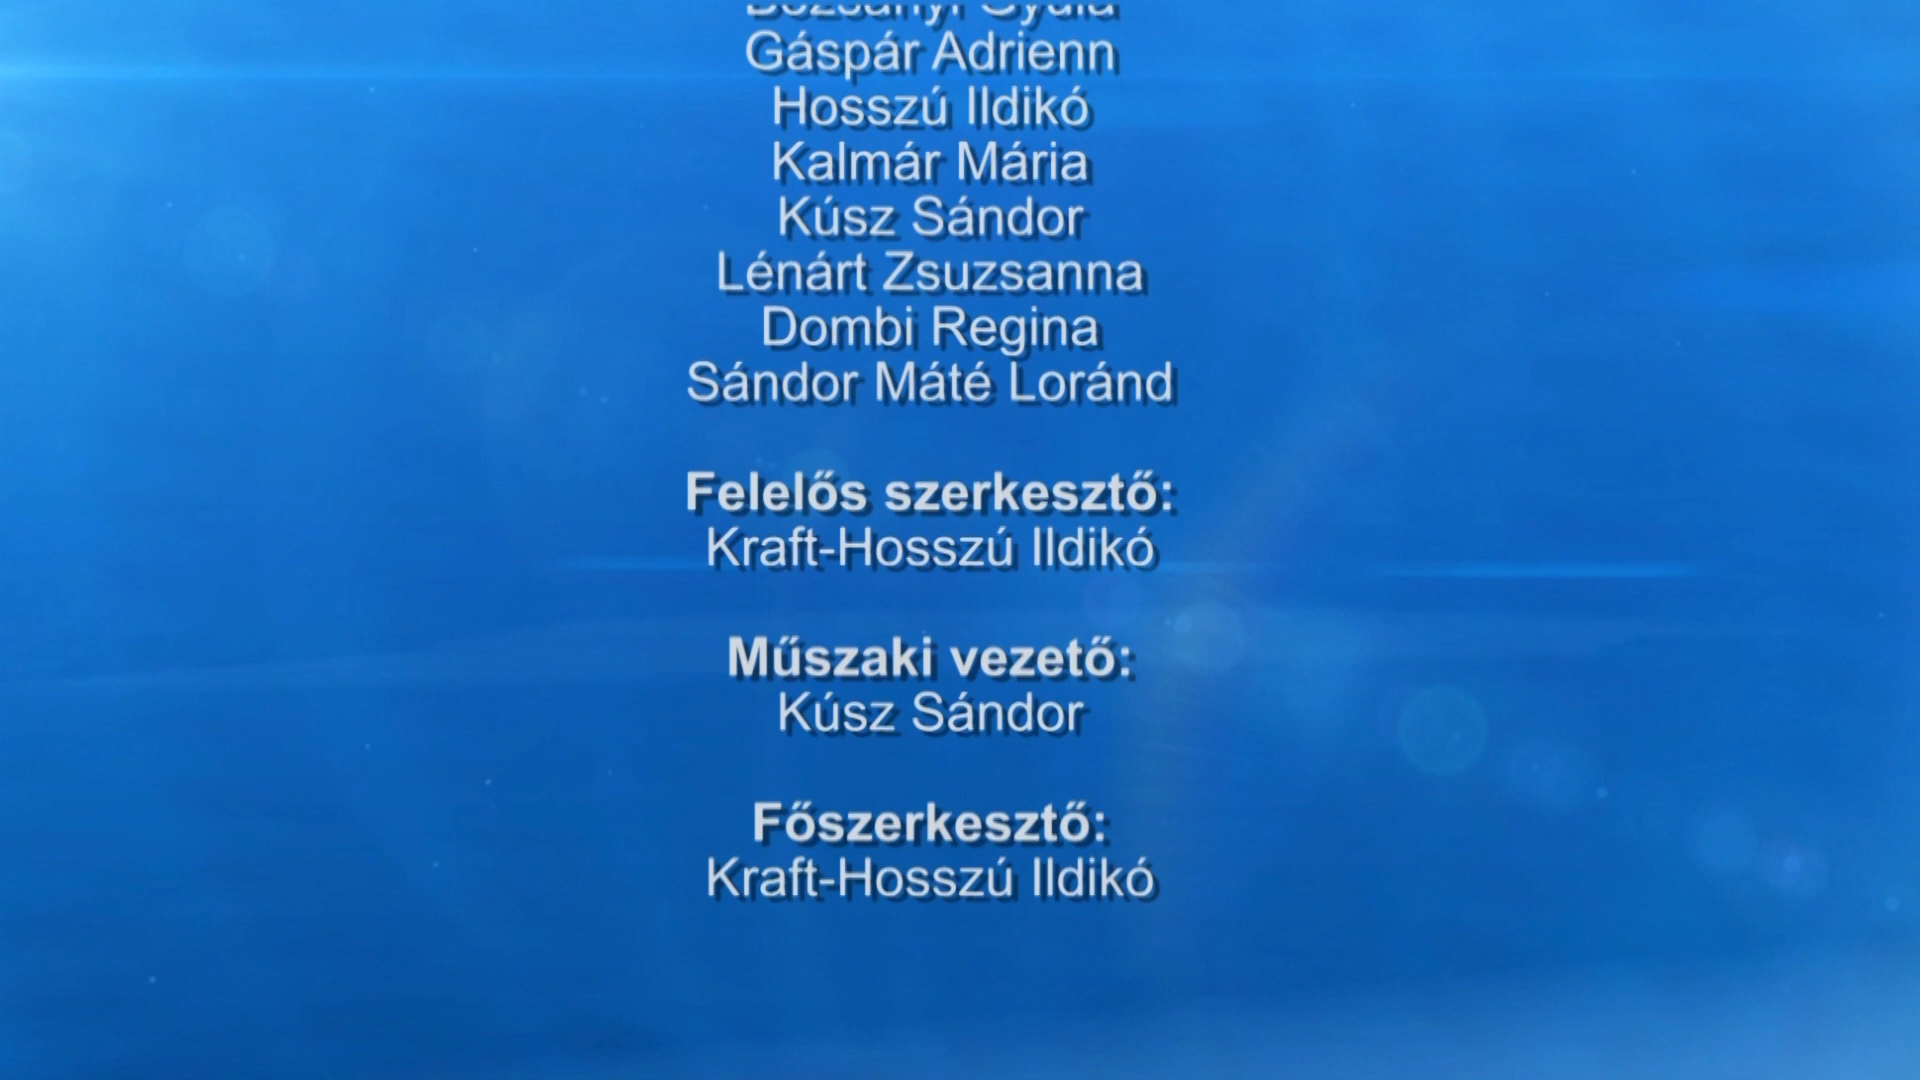 Gáspár Adrienn
Hosszú Ildikó
Kalmár Mária
Kúsz Sándor
Lénárt Zsuzsanna
Dombi Regina
Sándor Máté Loránd
Felelős szerkesztő:
Kraft-Hosszú Ildikó
Műszaki vezető:
Kúsz Sándor
Főszerkesztő:
Kraft-Hosszú Ildikó